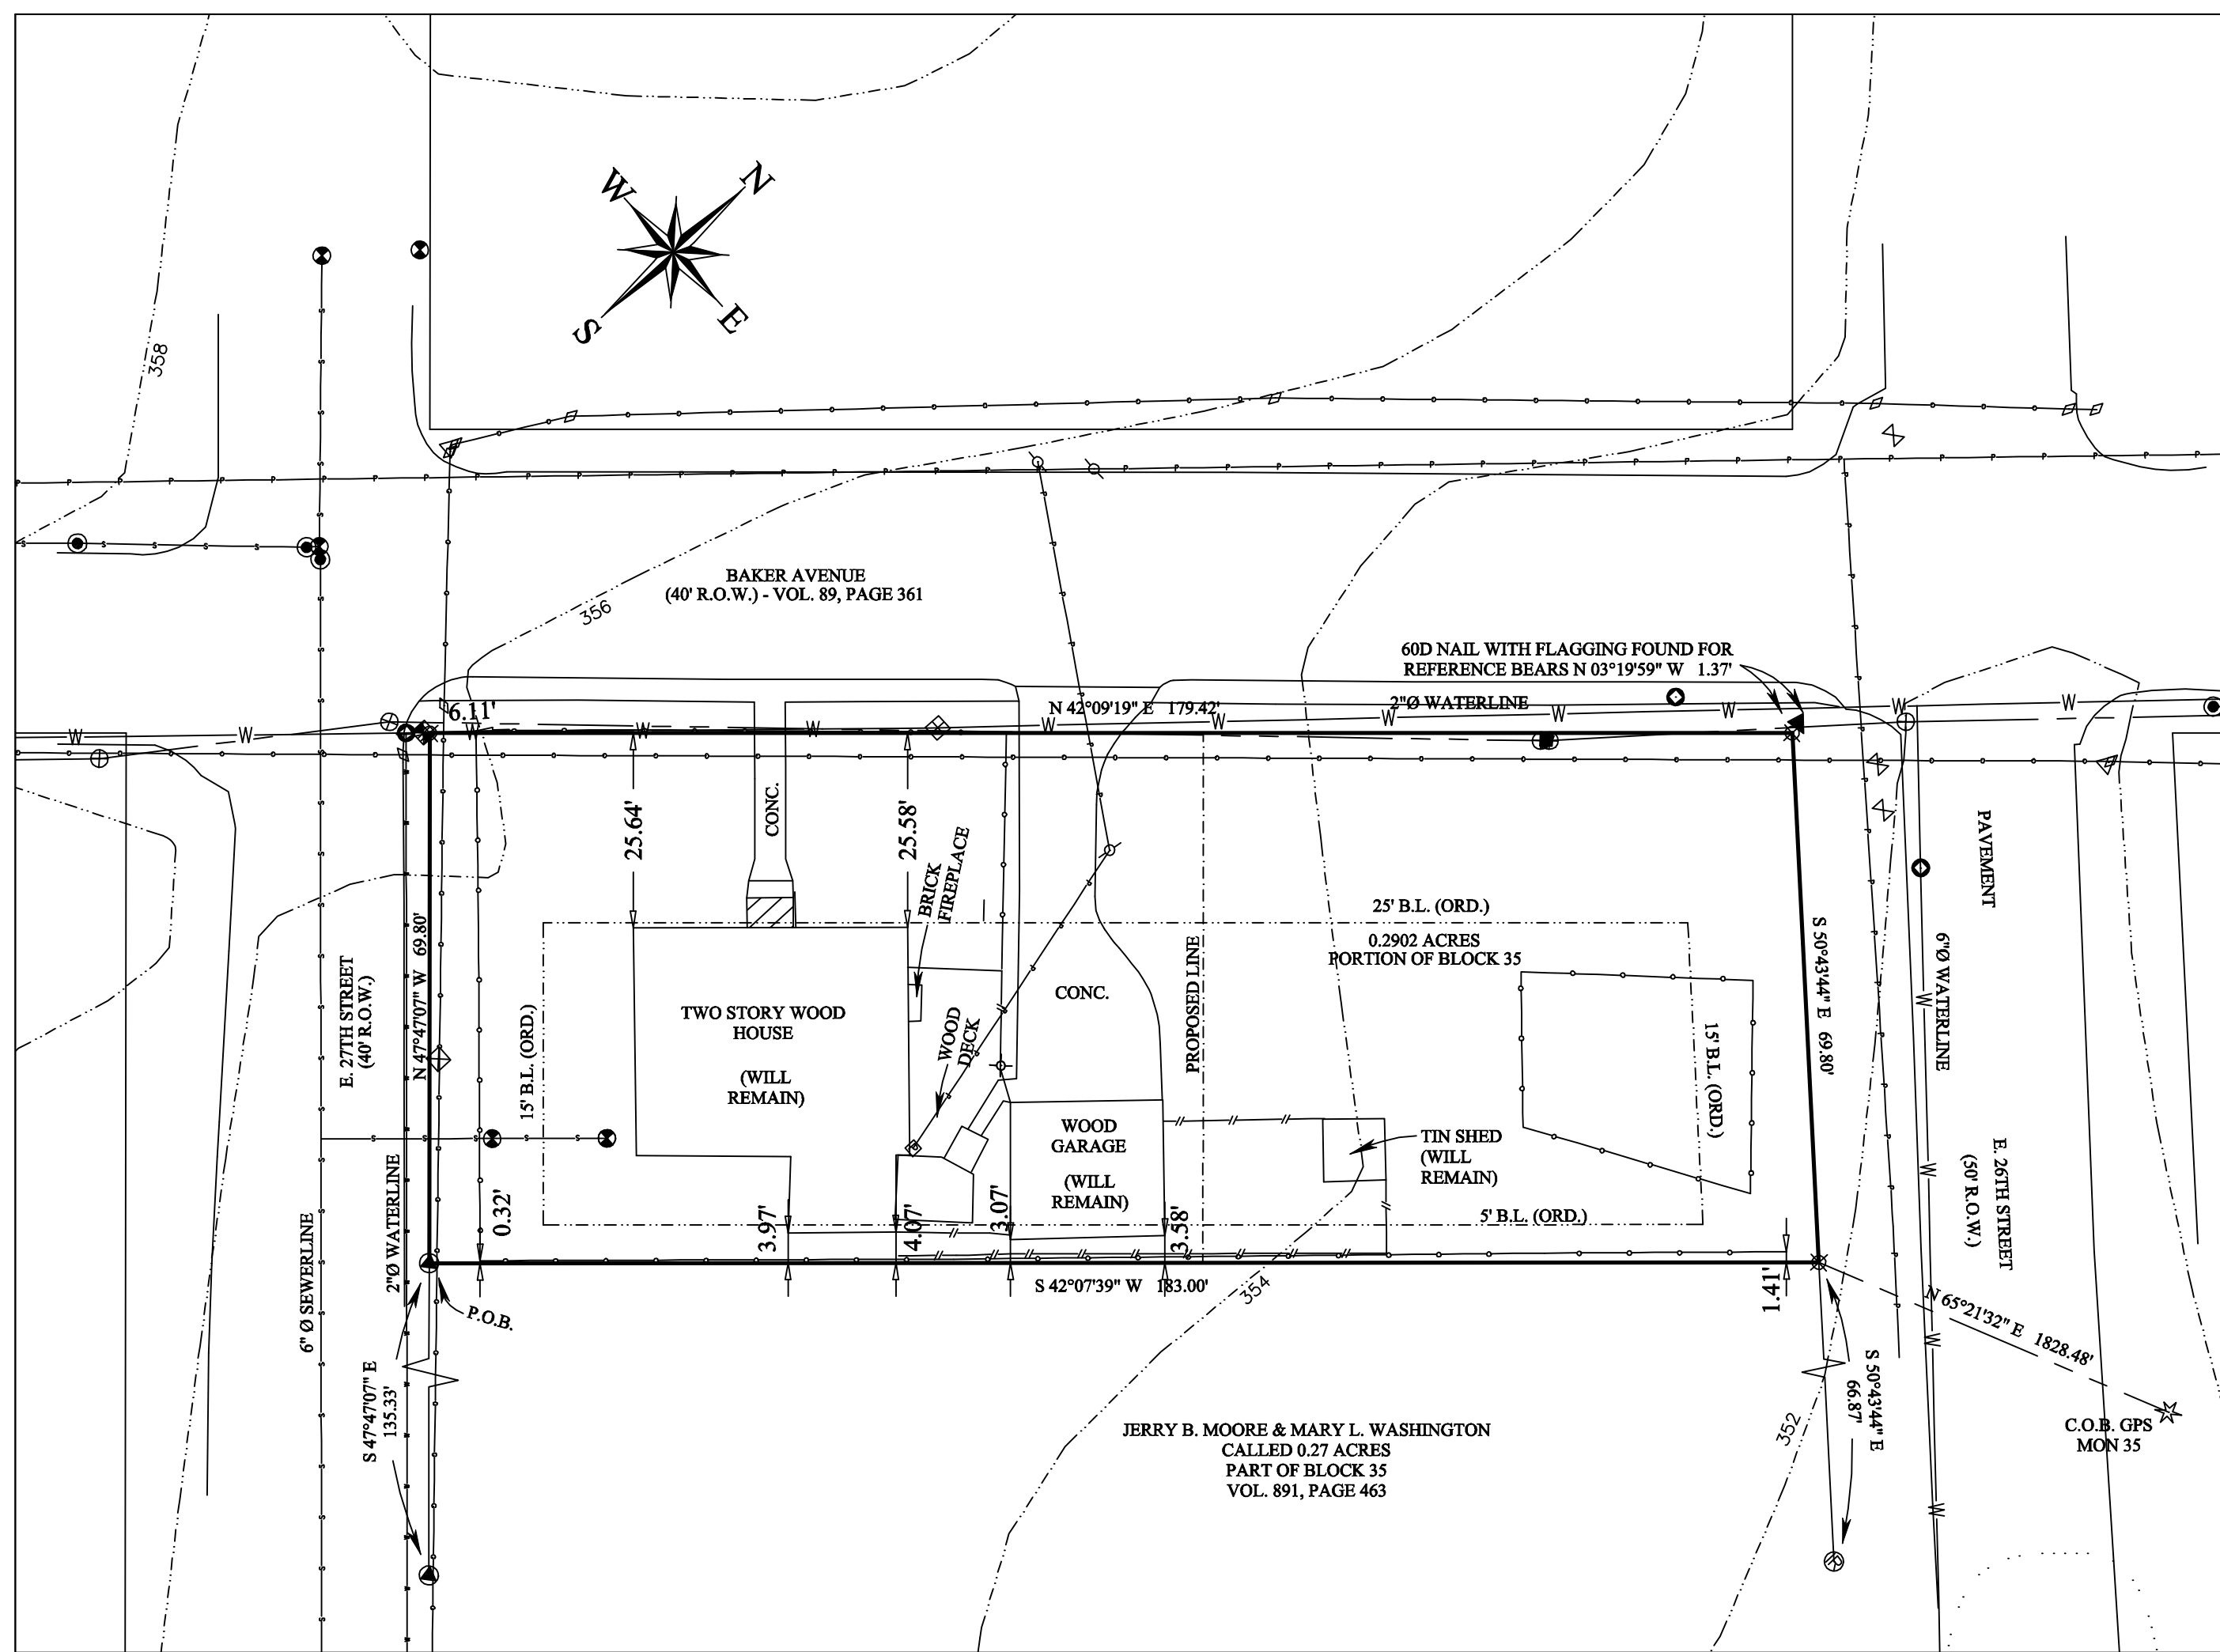 N
W
S
E
358
BAKER AVENUE
(40' R.O.W.) - VOL. 89, PAGE 361
356
60D NAIL WITH FLAGGING FOUND FOR
REFERENCE BEARS N 03°19'59" W 1.37'
2"Ø WATERLINE
N 42°09'19" E 179.42'
6.11'
25.64'
CONC.
25.58'
BRICK
FIREPLACE
25' B.L. (ORD.)
0.2902 ACRES
PORTION OF BLOCK 35
PAVEMENT
S 50°43'44" E 69.80'
6"Ø WATERLINE
E. 27TH STREET
(40' R.O.W.)
N 47°47'07" W 69.80'
15' B.L. (ORD.)
TWO STORY WOOD
HOUSE
(WILL
REMAIN)
WOOD
DECK
CONC.
PROPOSED LINE
15' B.L. (ORD.)
WOOD
GARAGE
(WILL
REMAIN)
TIN SHED
(WILL
REMAIN)
E. 26TH STREET
(50' R.O.W.)
2"Ø WATERLINE
6" Ø SEWERLINE
0.32'
3.97'
4.07'
3.07'
3.58'
5' B.L. (ORD.)
1.41'
S 42°07'39" W 183.00'
354
P.O.B.
N 65°21'32" E 1828.48'
S 47°47'07" E
135.33'
S 50°43'44" E
66.87'
352
JERRY B. MOORE & MARY L. WASHINGTON
CALLED 0.27 ACRES
PART OF BLOCK 35
VOL. 891, PAGE 463
C.O.B. GPS
MON 35